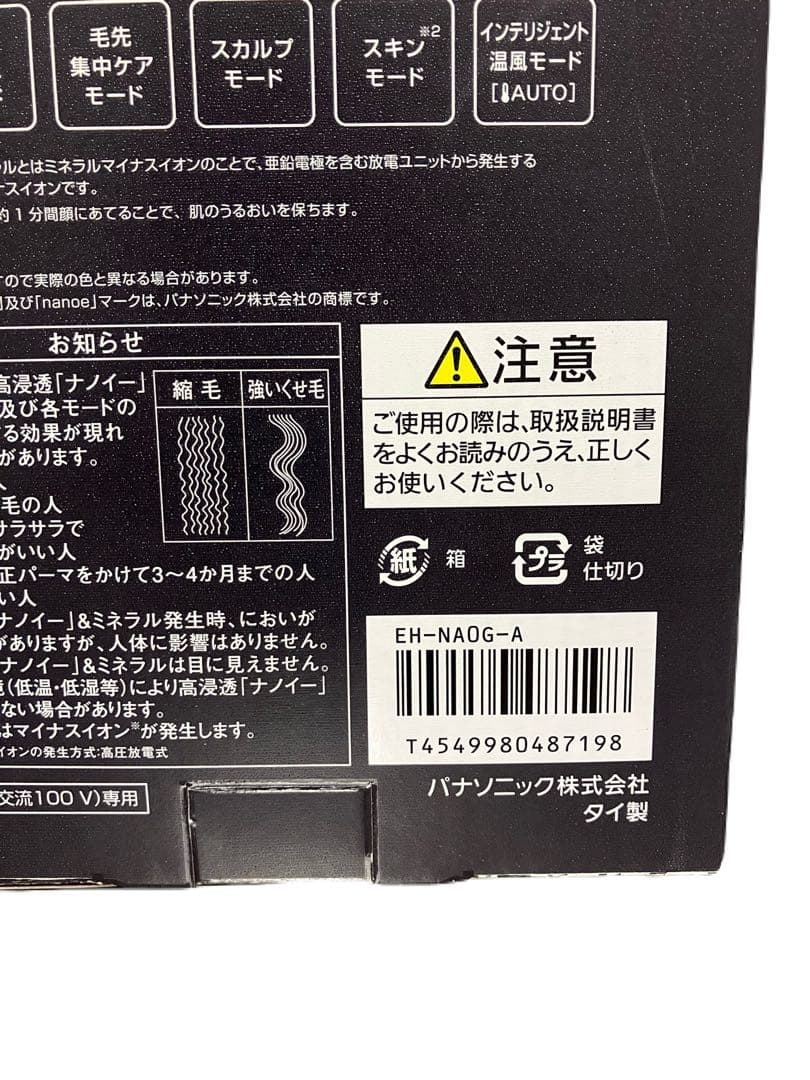 毛先
集中ケア
モード
スカルプ
モード
スキン※2
モード
インテリジェント
温風モード
[AUTO]
ルとはミネラルマイナスイオンのことで、亜鉛電極を含む放電ユニットから発生する
ナスイオンです。
約1分間顔にあてることで、肌のうるおいを保ちます。
すので実際の色と異なる場合があります。
及び「nanoe」マークは、パナソニック株式会社の商標です。
お知らせ
高浸透「ナノイー」
及び各モードの
する効果が現れ
があります。
人
毛の人
サラサラで
がいい人
正パーマをかけて3〜4か月までの人
い人
ナノイー」&ミネラル発生時、においが
がありますが、人体に影響はありません。
ナノイー」&ミネラルは目に見えません。
境(低温・低湿等)により高浸透「ナノイー」
ない場合があります。
はマイナスイオン※が発生します。
イオンの発生方式:高圧放電式
縮毛
強いくせ毛
交流100 V)専用
注意
ご使用の際は、取扱説明書
をよくお読みのうえ、正しく
お使いください。
紙
箱
プラ
袋
仕切り
EH-NA0G-A
T4549980487198
パナソニック株式会社
タイ製